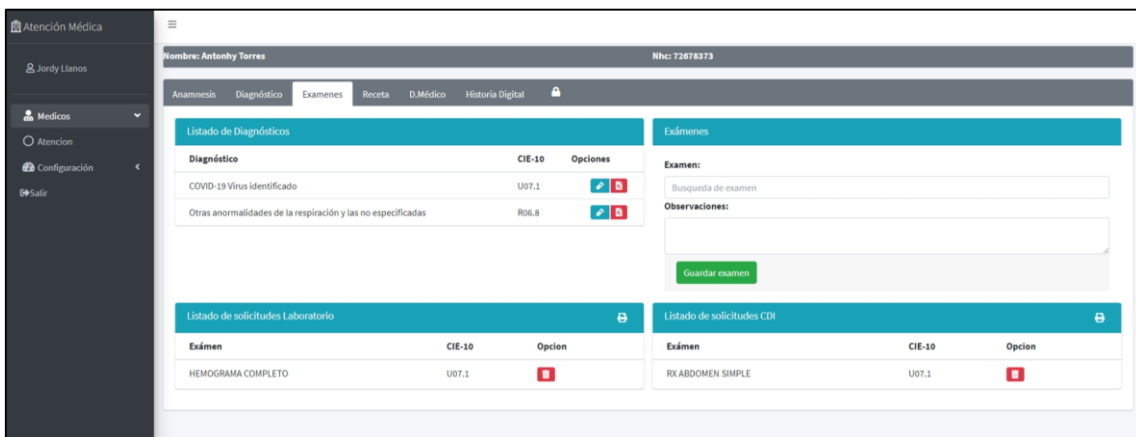 Atención Médica
Jordy Llanos
Medicos
Atencion
Configuración
Salir
Nombre: Antonhy Torres Nhc: 72678373
Anamnesis Diagnóstico Examenes Receta D.Médico Historia Digital
Listado de Diagnósticos
Diagnóstico CIE-10 Opciones
COVID-19 Virus identificado U07.1
Otras anormalidades de la respiración y las no especificadas R06.8
Exámenes
Examen:
Busqueda de examen
Observaciones:
Guardar examen
Listado de solicitudes Laboratorio
Exámen CIE-10 Opcion
HEMOGRAMA COMPLETO U07.1
Listado de solicitudes CDI
Exámen CIE-10 Opcion
RX ABDOMEN SIMPLE U07.1